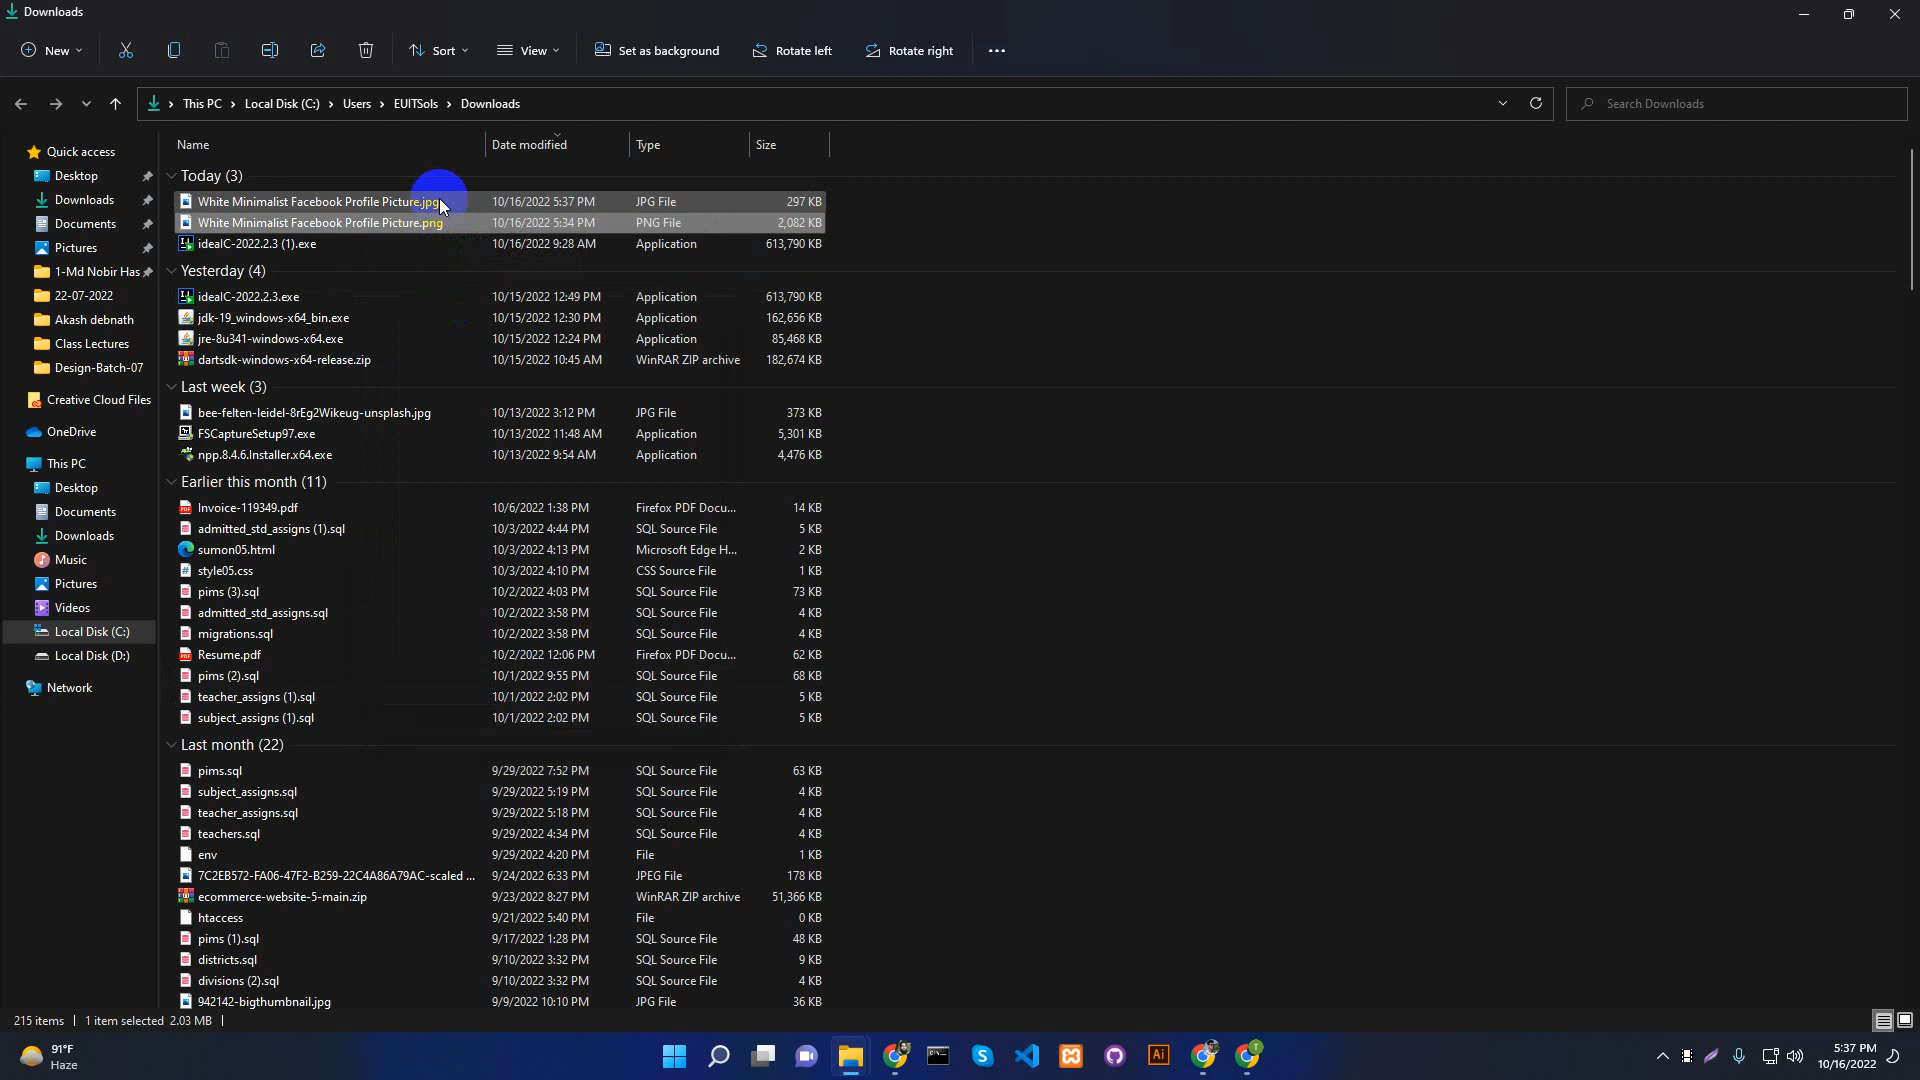 Downloads
New
Sort
View
Set as background
Rotate left
Rotate right
This PC > Local Disk (C:) > Users > EUITSols > Downloads
Search Downloads
Name Date modified Type Size
Quick access
Desktop
Downloads
Documents
Pictures
1-Md Nobir Has
22-07-2022
Akash debnath
Class Lectures
Design-Batch-07
Creative Cloud Files
OneDrive
This PC
Desktop
Documents
Downloads
Music
Pictures
Videos
Local Disk (C:)
Local Disk (D:)
Network
Today (3)
White Minimalist Facebook Profile Picture.jpg 10/16/2022 5:37 PM JPG File 297 KB
White Minimalist Facebook Profile Picture.png 10/16/2022 5:34 PM PNG File 2,082 KB
ideaIC-2022.2.3 (1).exe 10/16/2022 9:28 AM Application 613,790 KB
Yesterday (4)
ideaIC-2022.2.3.exe 10/15/2022 12:49 PM Application 613,790 KB
jdk-19_windows-x64_bin.exe 10/15/2022 12:30 PM Application 162,656 KB
jre-8u341-windows-x64.exe 10/15/2022 12:24 PM Application 85,468 KB
dartsdk-windows-x64-release.zip 10/15/2022 10:45 AM WinRAR ZIP archive 182,674 KB
Last week (3)
bee-felten-leidel-8rEg2Wikeug-unsplash.jpg 10/13/2022 3:12 PM JPG File 373 KB
FSCaptureSetup97.exe 10/13/2022 11:48 AM Application 5,301 KB
npp.8.4.6.Installer.x64.exe 10/13/2022 9:54 AM Application 4,476 KB
Earlier this month (11)
Invoice-119349.pdf 10/6/2022 1:38 PM Firefox PDF Docu... 14 KB
admitted_std_assigns (1).sql 10/3/2022 4:44 PM SQL Source File 5 KB
sumon05.html 10/3/2022 4:13 PM Microsoft Edge H... 2 KB
style05.css 10/3/2022 4:10 PM CSS Source File 1 KB
pims (3).sql 10/2/2022 4:03 PM SQL Source File 73 KB
admitted_std_assigns.sql 10/2/2022 3:58 PM SQL Source File 4 KB
migrations.sql 10/2/2022 3:58 PM SQL Source File 4 KB
Resume.pdf 10/2/2022 12:06 PM Firefox PDF Docu... 62 KB
pims (2).sql 10/1/2022 9:55 PM SQL Source File 68 KB
teacher_assigns (1).sql 10/1/2022 2:02 PM SQL Source File 5 KB
subject_assigns (1).sql 10/1/2022 2:02 PM SQL Source File 5 KB
Last month (22)
pims.sql 9/29/2022 7:52 PM SQL Source File 63 KB
subject_assigns.sql 9/29/2022 5:19 PM SQL Source File 4 KB
teacher_assigns.sql 9/29/2022 5:18 PM SQL Source File 4 KB
teachers.sql 9/29/2022 4:34 PM SQL Source File 4 KB
env 9/29/2022 4:20 PM File 1 KB
7C2EB572-FA06-47F2-B259-22C4A86A79AC-scaled ... 9/24/2022 6:33 PM JPEG File 178 KB
ecommerce-website-5-main.zip 9/23/2022 8:27 PM WinRAR ZIP archive 51,366 KB
htaccess 9/21/2022 5:40 PM File 0 KB
pims (1).sql 9/17/2022 1:28 PM SQL Source File 48 KB
districts.sql 9/10/2022 3:32 PM SQL Source File 9 KB
divisions (2).sql 9/10/2022 3:32 PM SQL Source File 4 KB
942142-bigthumbnail.jpg 9/9/2022 10:10 PM JPG File 36 KB
215 items 1 item selected 2.03 MB
91°F
Haze
5:37 PM
10/16/2022